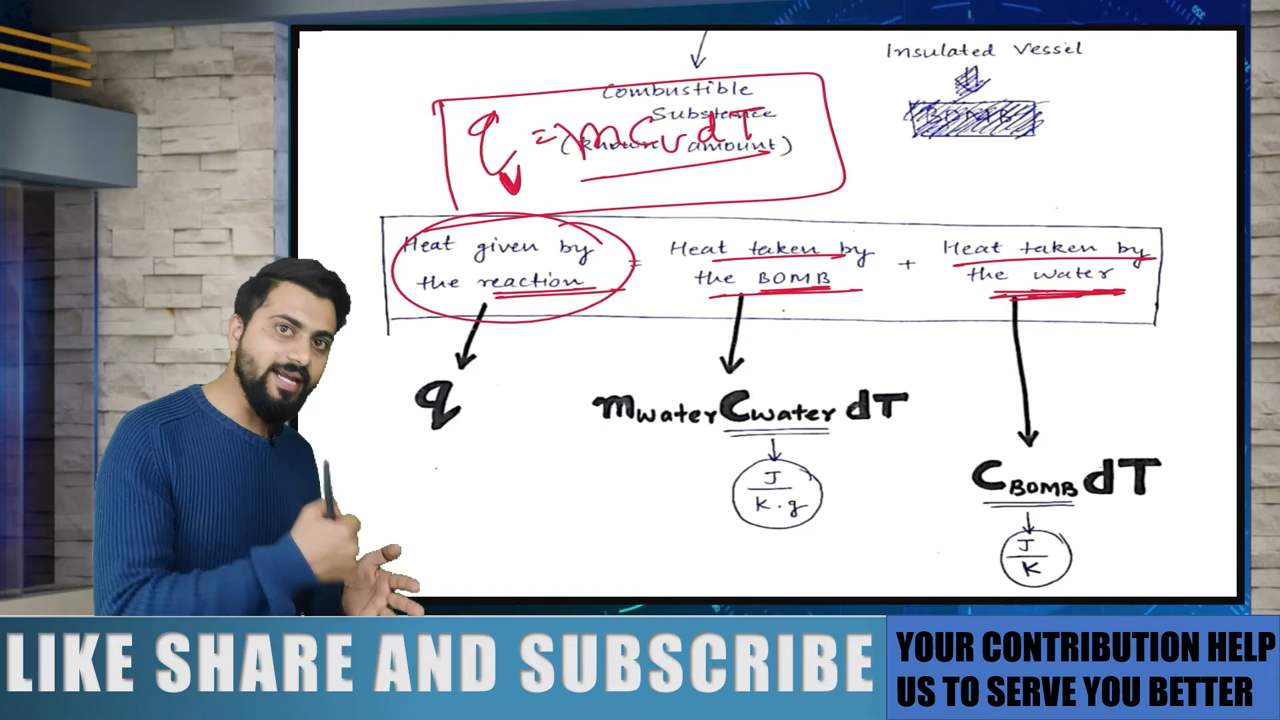 Insulated Vessel
Combustible
Substance
(known amount)
BOMB
q = mCvdT
Heat given by
the reaction
=
Heat taken by
the BOMB
+
Heat taken by
the water
q
mwater Cwater dT
J
K.g
CBOMB dT
J
K
LIKE SHARE AND SUBSCRIBE
YOUR CONTRIBUTION HELP
US TO SERVE YOU BETTER